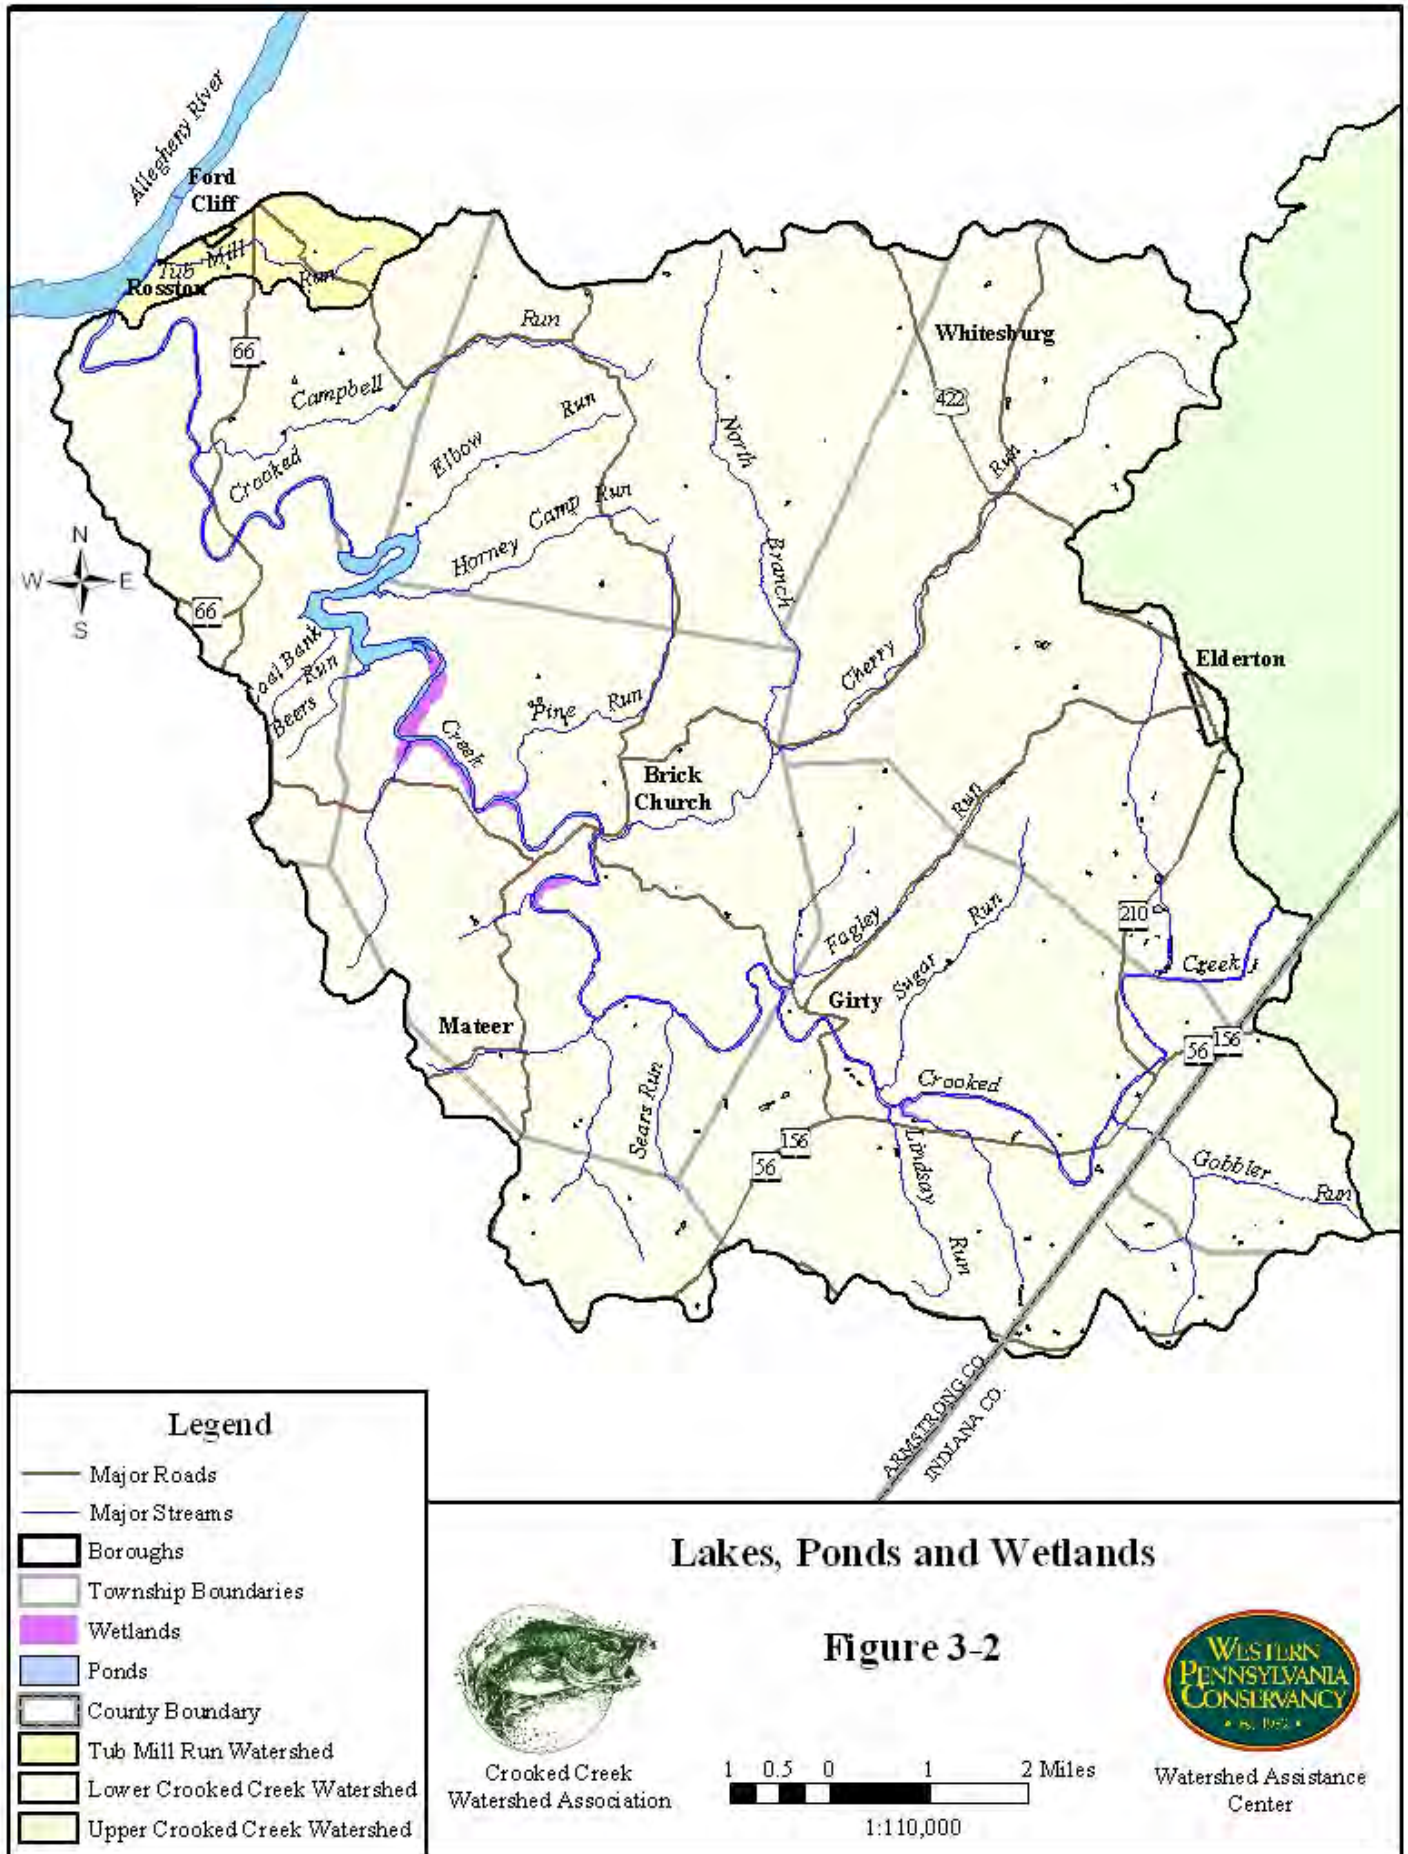 Allegheny River
Ford
Cliff
Tub Mill Run
Rosston
66
Campbell Run
Whitesburg
422
Run
North Branch
Elbow Run
Crooked
Horney Camp Run
N
W E
S
66
Coal Bank
Run
Beers
Creek
Pine Run
Cherry
Elderton
Brick
Church
Run
Fagley
Sugar Run
210
Creek
Girty
Mateer
56
156
Crooked
Sears Run
156
56
Lindsay Run
Gobbler Run
ARMSTRONG CO.
INDIANA CO.
Legend
Major Roads
Major Streams
Boroughs
Township Boundaries
Wetlands
Ponds
County Boundary
Tub Mill Run Watershed
Lower Crooked Creek Watershed
Upper Crooked Creek Watershed
Lakes, Ponds and Wetlands
Figure 3-2
Crooked Creek
Watershed Association
1 0.5 0 1 2 Miles
1:110,000
WESTERN
PENNSYLVANIA
CONSERVANCY
Est. 1932
Watershed Assistance
Center